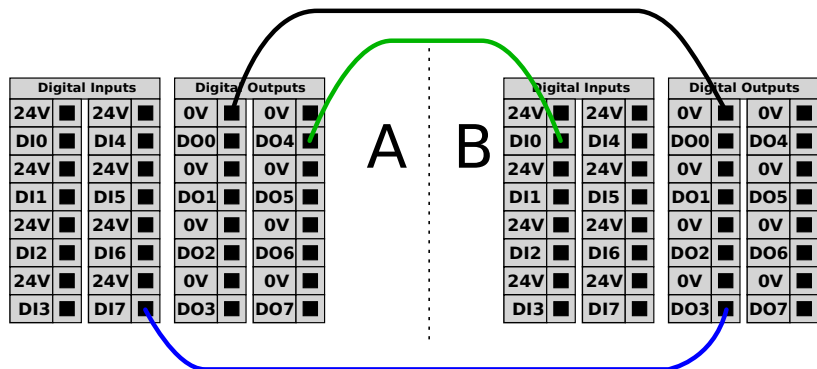 Digital Inputs Digital Outputs Digital Inputs Digital Outputs
24V 24V 0V 0V 24V 24V 0V 0V
DI0 DI4 DO0 DO4 A B DI0 DI4 DO0 DO4
24V 24V 0V 0V 24V 24V 0V 0V
DI1 DI5 DO1 DO5 DI1 DI5 DO1 DO5
24V 24V 0V 0V 24V 24V 0V 0V
DI2 DI6 DO2 DO6 DI2 DI6 DO2 DO6
24V 24V 0V 0V 24V 24V 0V 0V
DI3 DI7 DO3 DO7 DI3 DI7 DO3 DO7